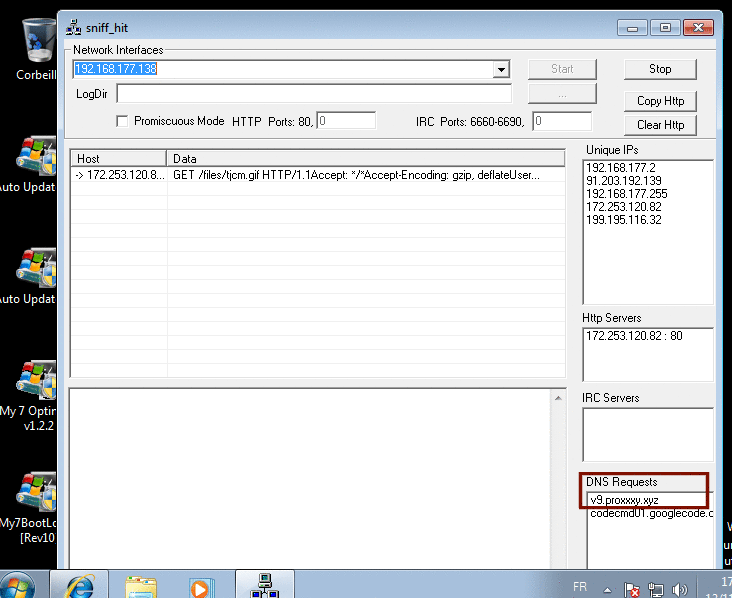 sniff_hit
Corbeill
Network Interfaces
192.168.177.138
Start
Stop
LogDir
...
Copy Http
Promiscuous Mode HTTP Ports: 80, 0
IRC Ports: 6660-6690, 0
Clear Http
Host Data
-> 172.253.120.8... GET /files/tjcm.gif HTTP/1.1Accept: */*Accept-Encoding: gzip, deflateUser...
Unique IPs
192.168.177.2
91.203.192.139
192.168.177.255
172.253.120.82
199.195.116.32
Http Servers
172.253.120.82 : 80
IRC Servers
DNS Requests
v9.proxxxy.xyz
codecmd01.googlecode.c
Auto Updat
Auto Updat
My 7 Optin
v1.2.2
My7BootLo
[Rev10
FR
17